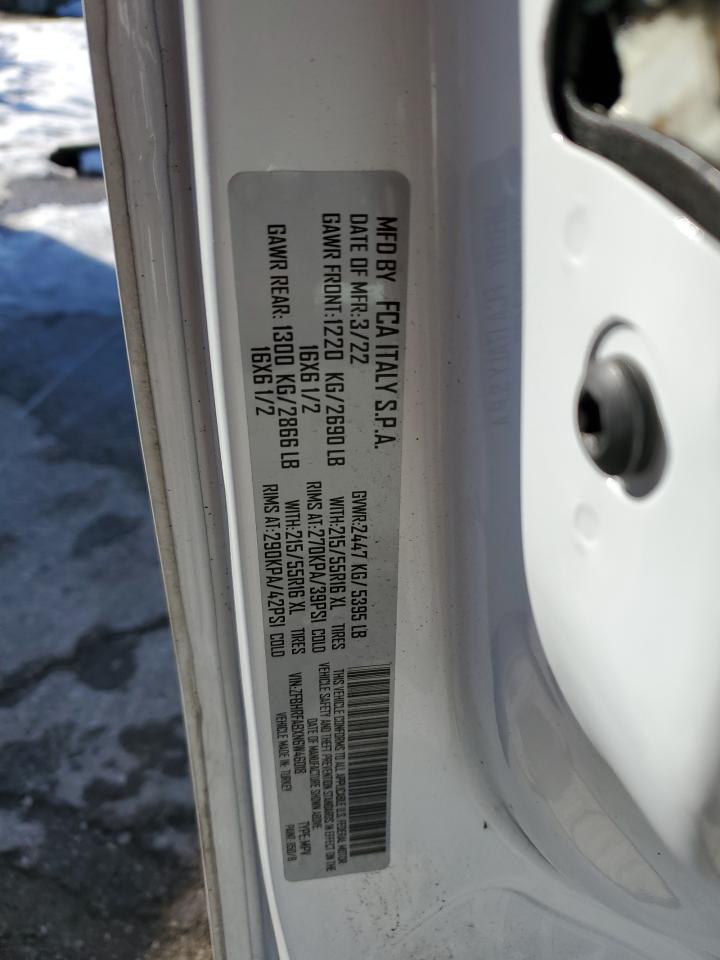 MFD BY FCA ITALY S.P.A.
DATE OF MFR:3/22 GVWR:2447 KG/5395 LB
GAWR FRONT:1220 KG/2690 LB WITH:215/55R16 XL TIRES
16X6 1/2 RIMS AT:270KPA/39PSI COLD
GAWR REAR: 1300 KG/2866 LB WITH:215/55R16 XL TIRES
16X6 1/2 RIMS AT:290KPA/42PSI COLD
THIS VEHICLE CONFORMS TO ALL APPLICABLE U.S. FEDERAL MOTOR
VEHICLE SAFETY AND THEFT PREVENTION STANDARDS IN EFFECT ON THE
DATE OF MANUFACTURE SHOWN ABOVE.
VIN:ZFBHRFABXN6W46018 TYPE:MPV
VEHICLE MADE IN: TURKEY PAINT: